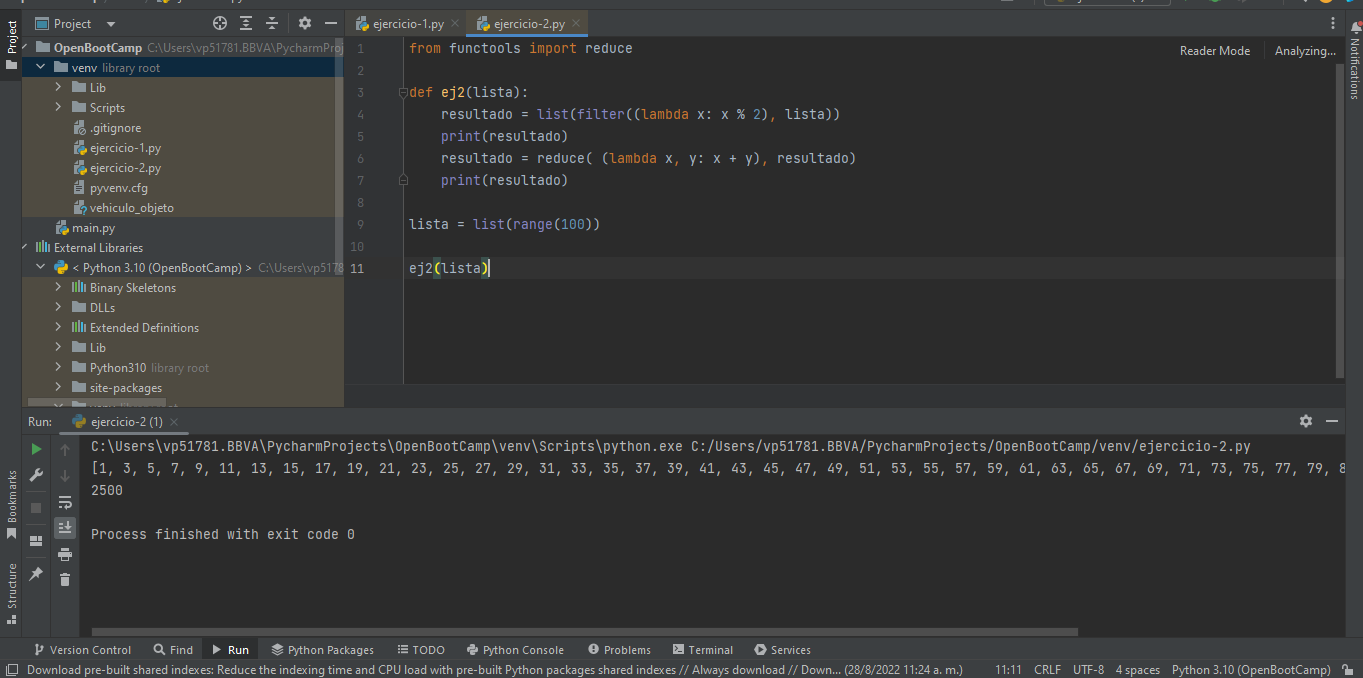 Project
ejercicio-1.py
ejercicio-2.py
Project
OpenBootCamp C:\Users\vp51781.BBVA\PycharmProj
venv library root
Lib
Scripts
.gitignore
ejercicio-1.py
ejercicio-2.py
pyvenv.cfg
vehiculo_objeto
main.py
External Libraries
< Python 3.10 (OpenBootCamp) > C:\Users\vp5178
Binary Skeletons
DLLs
Extended Definitions
Lib
Python310 library root
site-packages
1 from functools import reduce
2
3 def ej2(lista):
4 resultado = list(filter((lambda x: x % 2), lista))
5 print(resultado)
6 resultado = reduce( (lambda x, y: x + y), resultado)
7 print(resultado)
8
9 lista = list(range(100))
10
11 ej2(lista)
Reader Mode
Analyzing...
Notifications
Run:
ejercicio-2 (1)
C:\Users\vp51781.BBVA\PycharmProjects\OpenBootCamp\venv\Scripts\python.exe C:/Users/vp51781.BBVA/PycharmProjects/OpenBootCamp/venv/ejercicio-2.py
[1, 3, 5, 7, 9, 11, 13, 15, 17, 19, 21, 23, 25, 27, 29, 31, 33, 35, 37, 39, 41, 43, 45, 47, 49, 51, 53, 55, 57, 59, 61, 63, 65, 67, 69, 71, 73, 75, 77, 79, 8
2500
Process finished with exit code 0
Bookmarks
Structure
Version Control
Find
Run
Python Packages
TODO
Python Console
Problems
Terminal
Services
Download pre-built shared indexes: Reduce the indexing time and CPU load with pre-built Python packages shared indexes // Always download // Down... (28/8/2022 11:24 a. m.)
11:11
CRLF
UTF-8
4 spaces
Python 3.10 (OpenBootCamp)